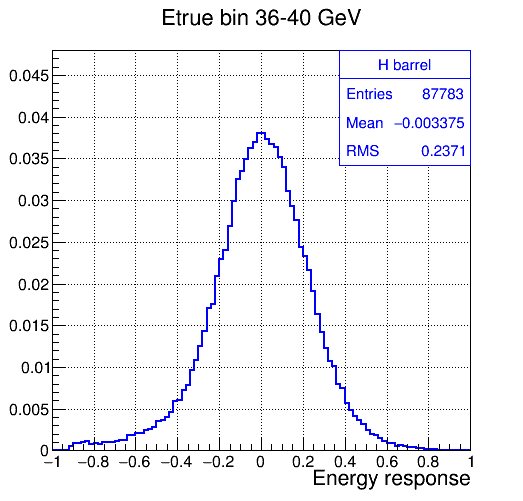 Etrue bin 36-40 GeV
H barrel
Entries 87783
Mean −0.003375
RMS 0.2371
0.045
0.04
0.035
0.03
0.025
0.02
0.015
0.01
0.005
0
−1 −0.8 −0.6 −0.4 −0.2 0 0.2 0.4 0.6 0.8 1
Energy response